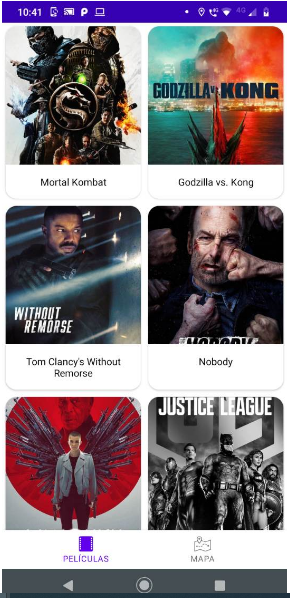 10:41
4G
GODZILLA VS. KONG
Mortal Kombat
Godzilla vs. Kong
WITHOUT
REMORSE
NOBODY
Tom Clancy's Without
Remorse
Nobody
JUSTICE LEAGUE
PELÍCULAS
MAPA